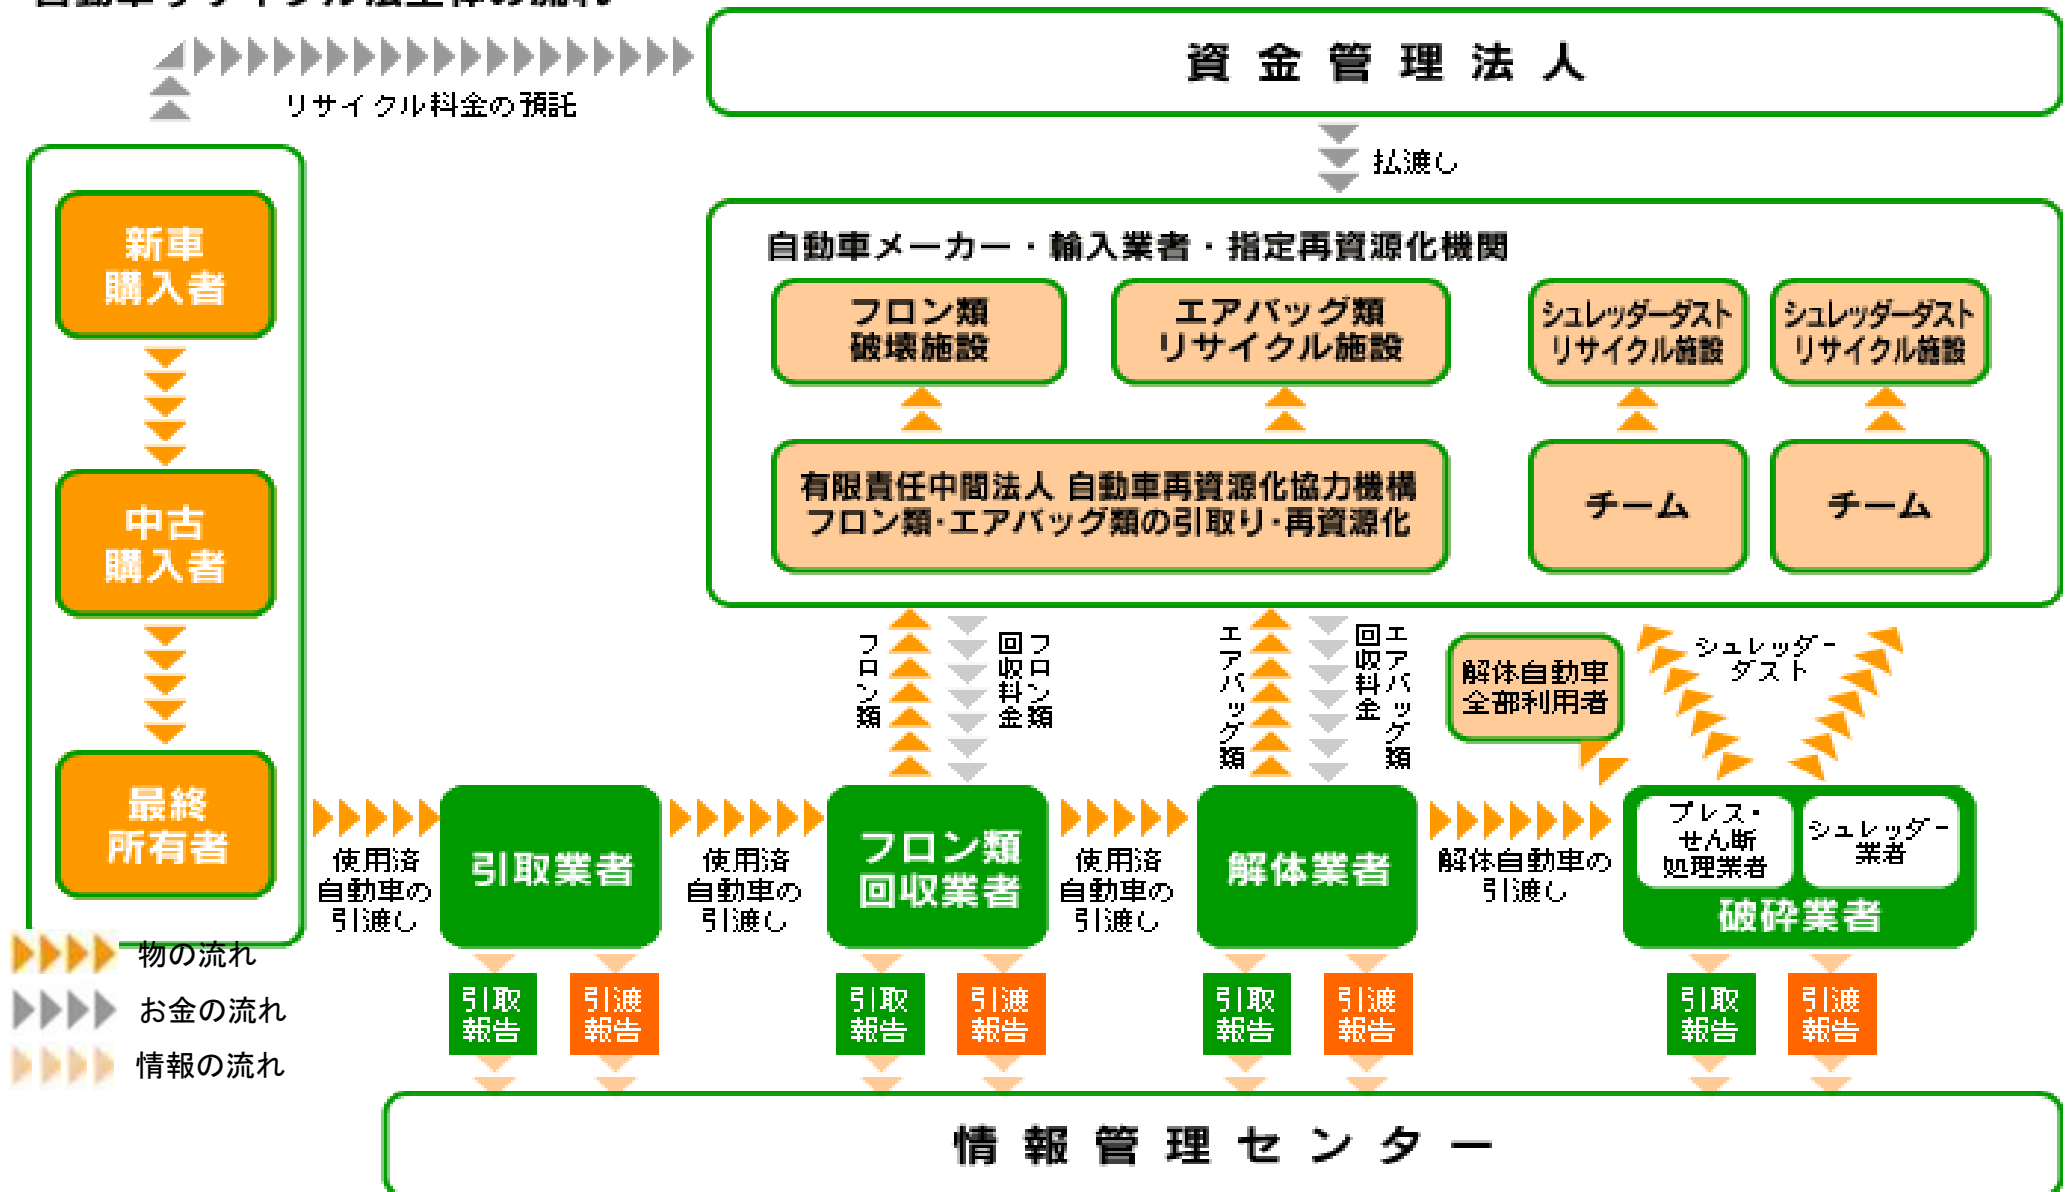 自動車リサイクル法全体の流れ
資金管理法人
リサイクル料金の預託
払渡し
新車
購入者
中古
購入者
最終
所有者
自動車メーカー・輸入業者・指定再資源化機関
フロン類
破壊施設
エアバッグ類
リサイクル施設
シュレッダーダスト
リサイクル施設
シュレッダーダスト
リサイクル施設
有限責任中間法人 自動車再資源化協力機構
フロン類・エアバッグ類の引取り・再資源化
チーム
チーム
フロン類
フロン類
回収料金
エアバッグ類
エアバッグ類
回収料金
解体自動車
全部利用者
シュレッダー
ダスト
使用済
自動車の
引渡し
引取業者
使用済
自動車の
引渡し
フロン類
回収業者
使用済
自動車の
引渡し
解体業者
解体自動車の
引渡し
プレス・
せん断
処理業者
シュレッダー
業者
破砕業者
物の流れ
お金の流れ
情報の流れ
引取
報告
引渡
報告
引取
報告
引渡
報告
引取
報告
引渡
報告
引取
報告
引渡
報告
情報管理センター